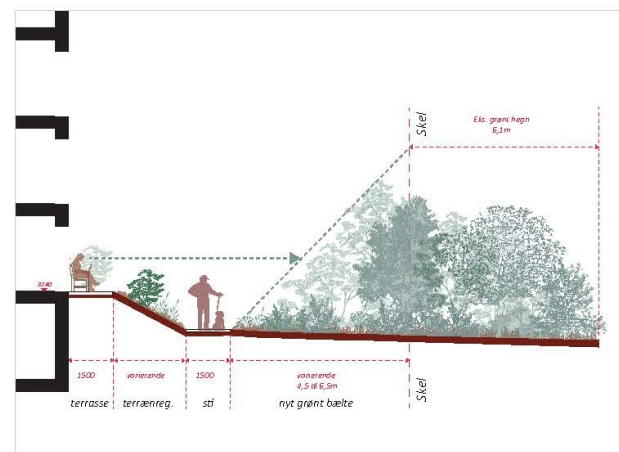 Skel
Eks. grønt hegn
6,1m
3240
1500
varierende
1500
varierende
4,5 til 6,5m
terrasse
terrænreg.
sti
nyt grønt bælte
Skel